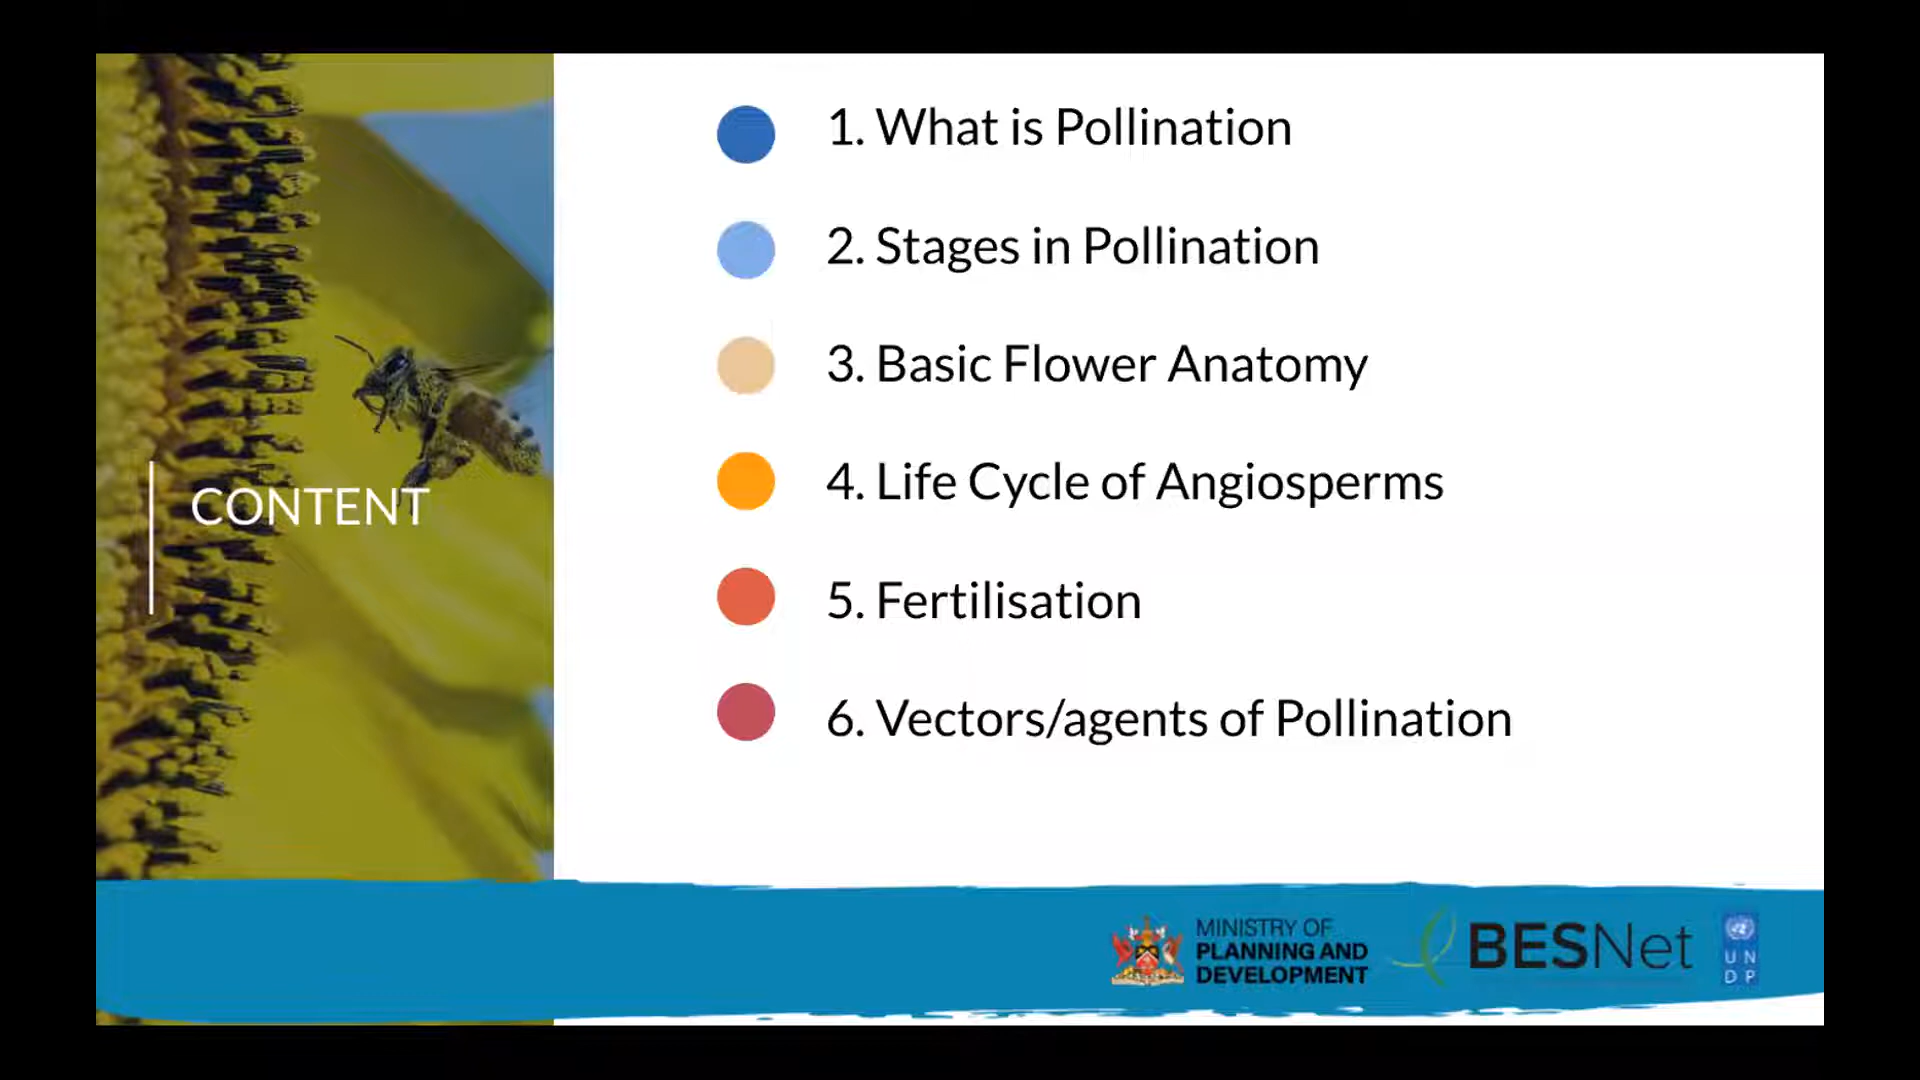 CONTENT
1. What is Pollination
2. Stages in Pollination
3. Basic Flower Anatomy
4. Life Cycle of Angiosperms
5. Fertilisation
6. Vectors/agents of Pollination
MINISTRY OF
PLANNING AND
DEVELOPMENT
BESNet
U N
D P